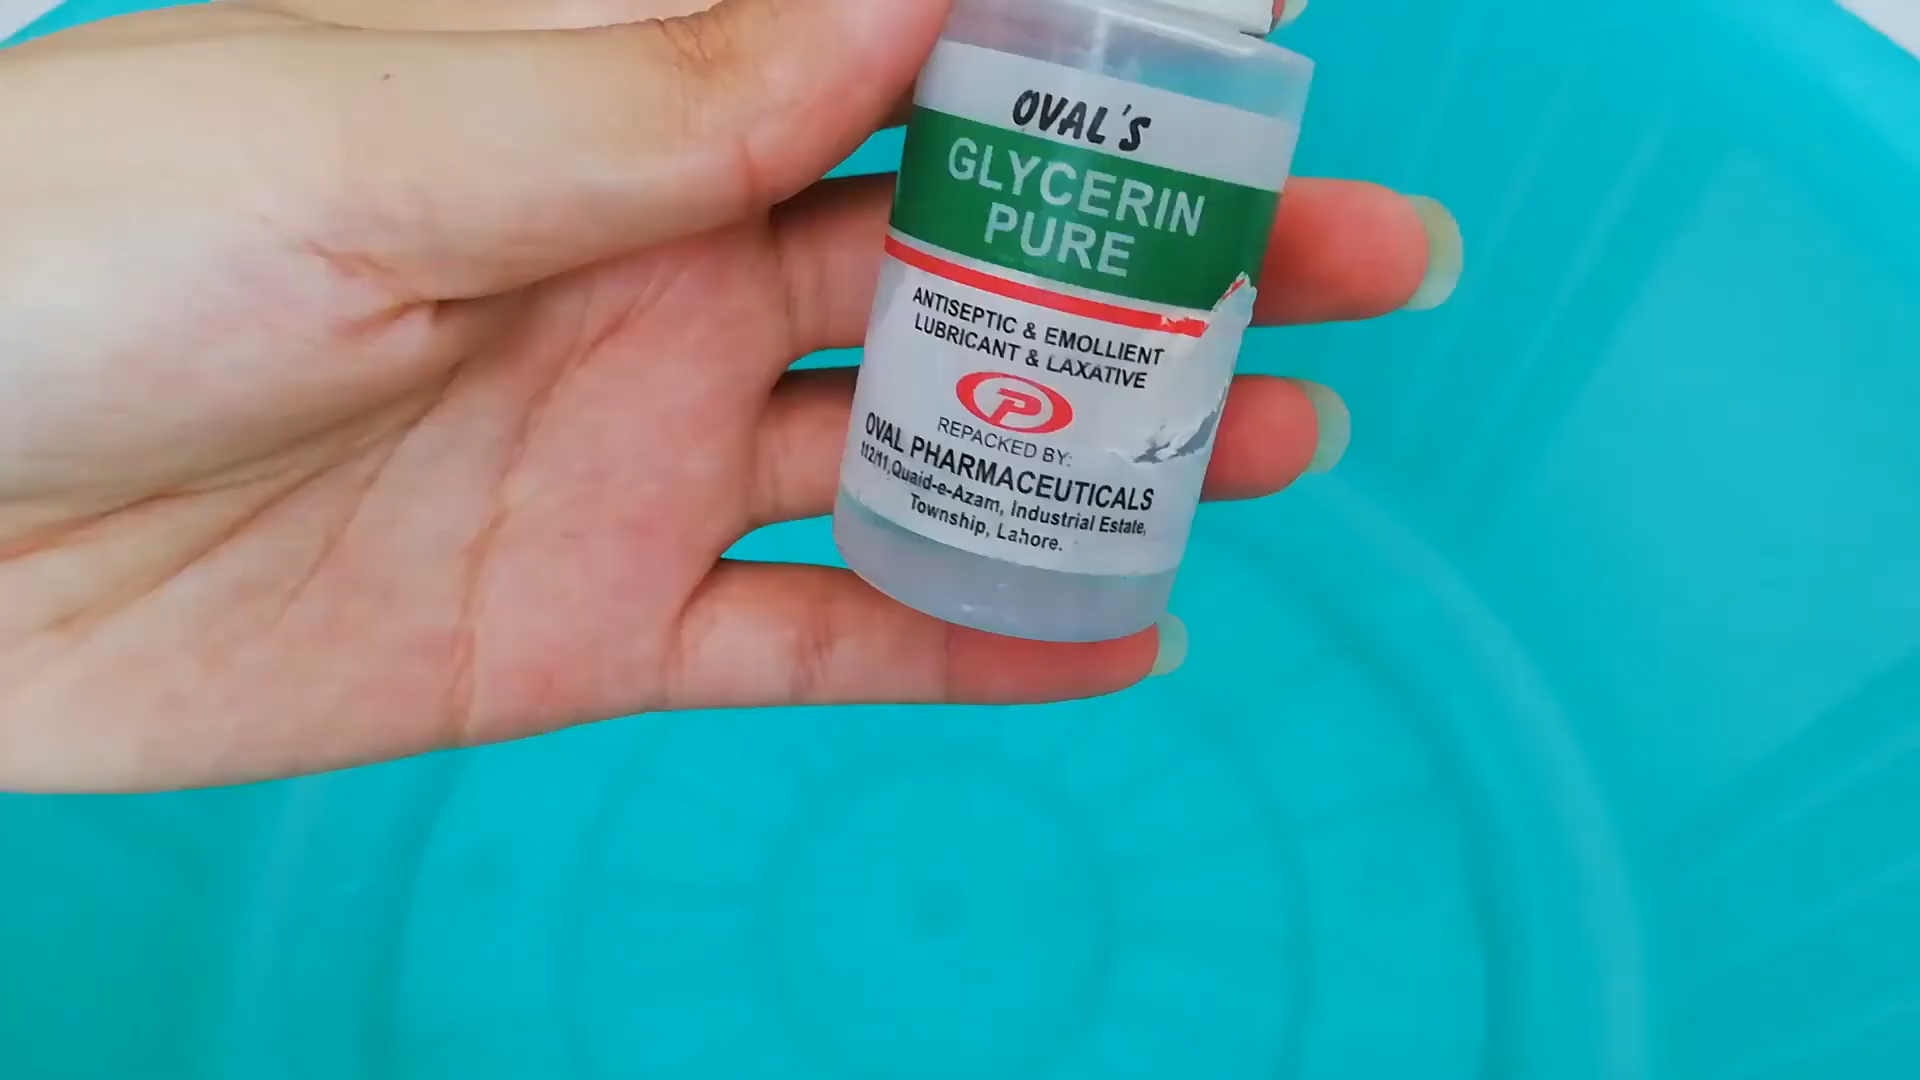 OVAL'S
GLYCERIN
PURE
ANTISEPTIC & EMOLLIENT
LUBRICANT & LAXATIVE
P
REPACKED BY:
OVAL PHARMACEUTICALS
112/11,Quaid-e-Azam, Industrial Estate,
Township, Lahore.